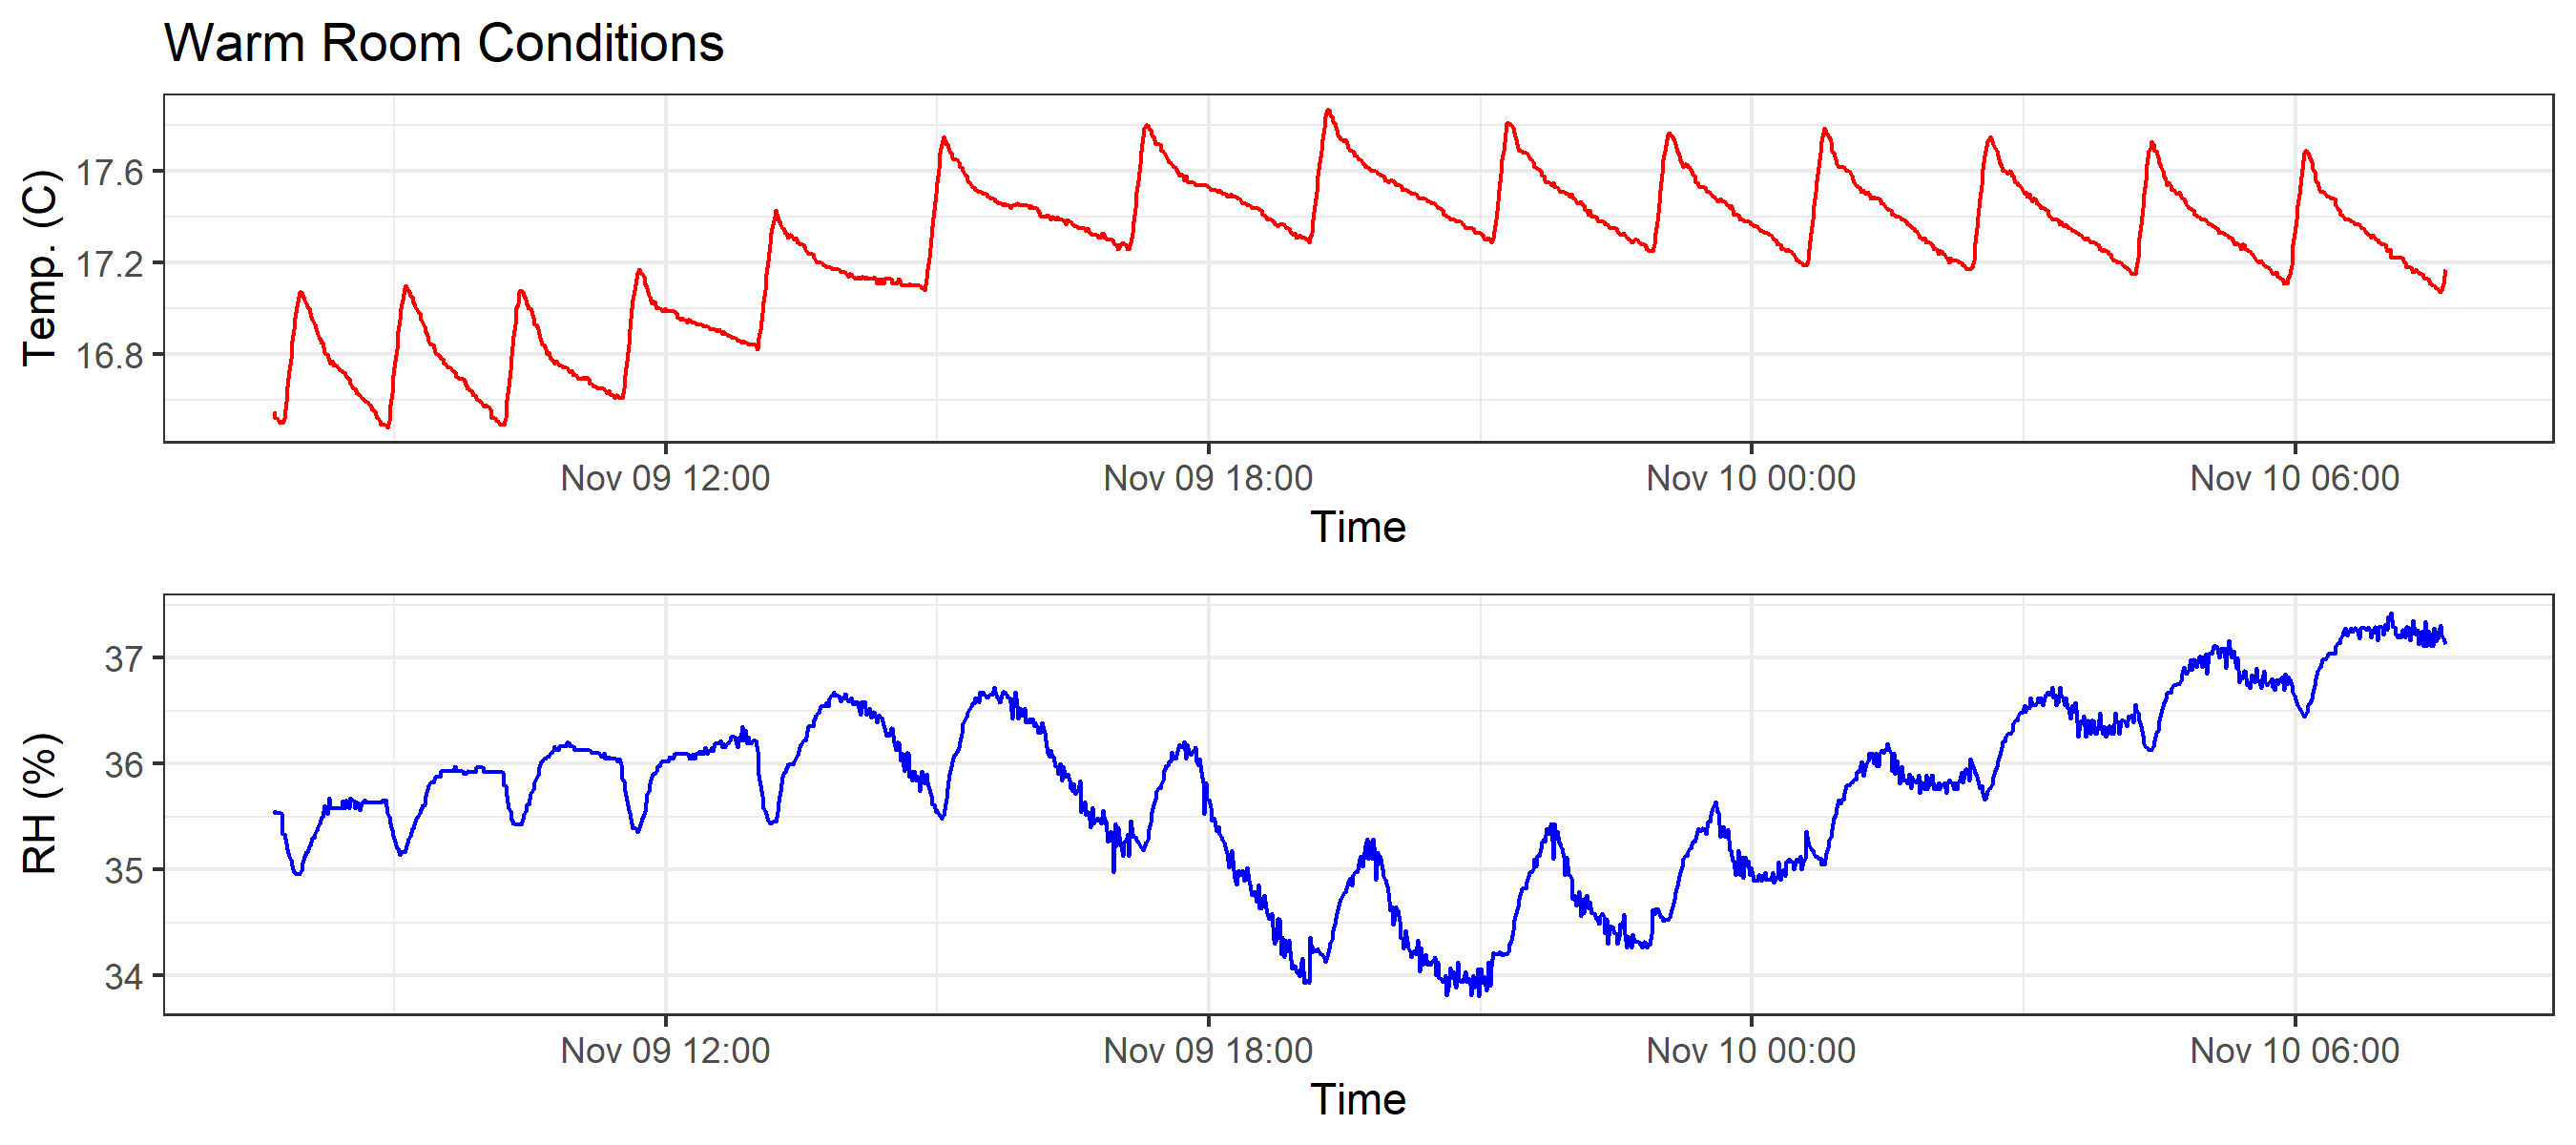 Warm Room Conditions
Temp. (C)
17.6
17.2
16.8
Nov 09 12:00 Nov 09 18:00 Nov 10 00:00 Nov 10 06:00
Time
RH (%)
37
36
35
34
Nov 09 12:00 Nov 09 18:00 Nov 10 00:00 Nov 10 06:00
Time